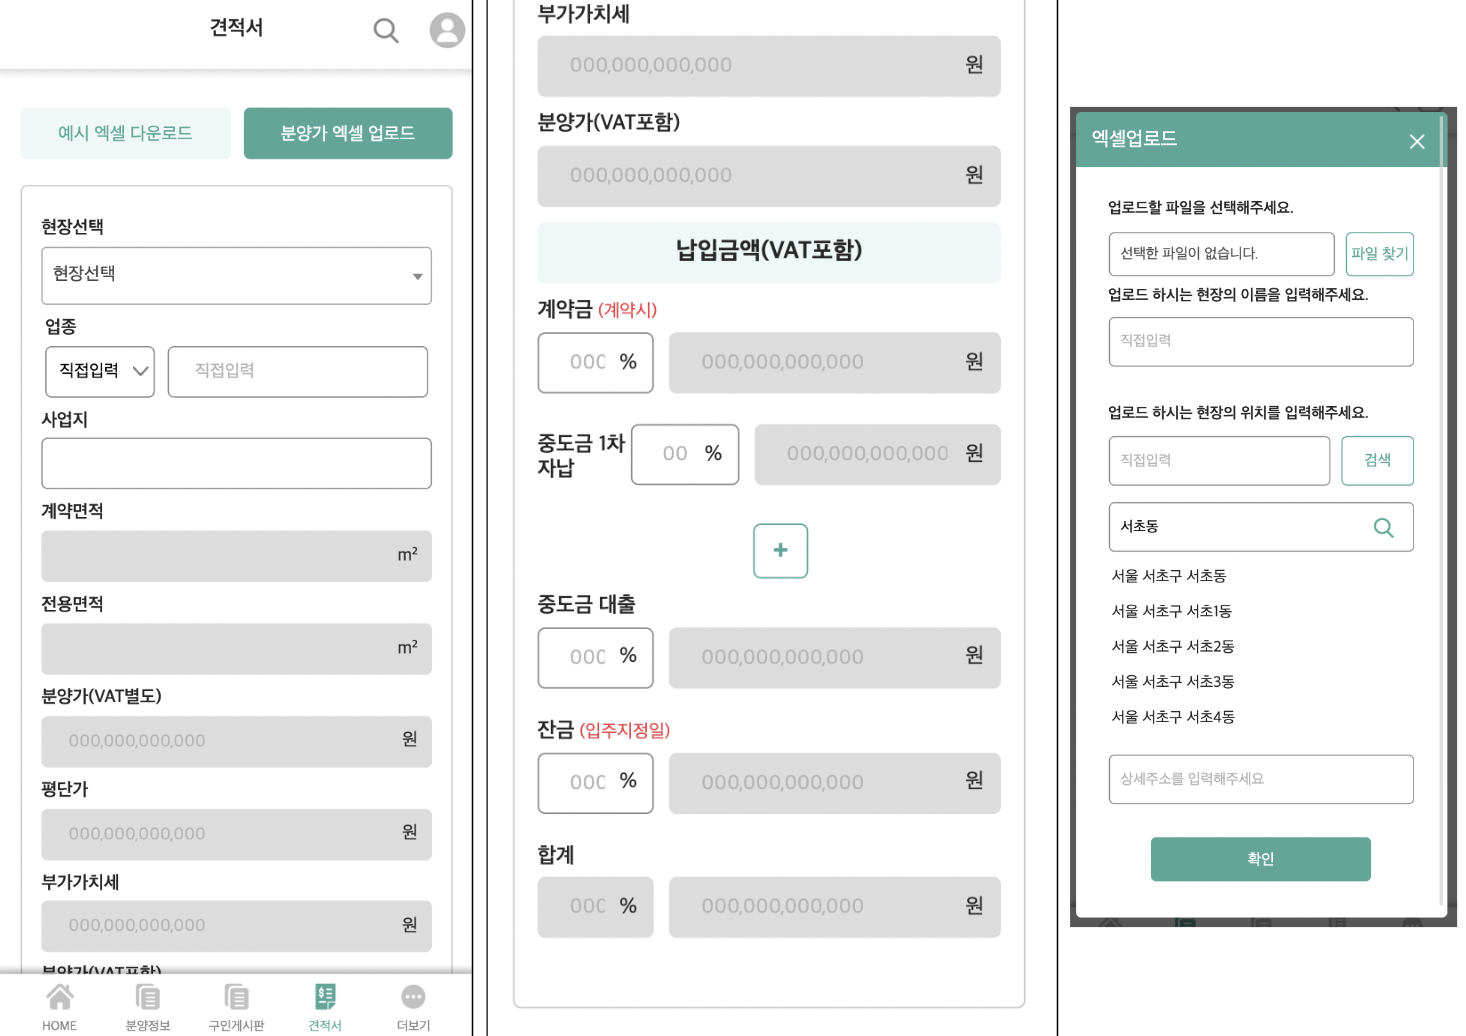 견적서
예시 엑셀 다운로드
분양가 엑셀 업로드
현장선택
현장선택
업종
직접입력
직접입력
사업지
계약면적
m²
전용면적
m²
분양가(VAT별도)
000,000,000,000 원
평단가
000,000,000,000 원
부가가치세
000,000,000,000 원
분양가(VAT포함)
HOME
분양정보
구인게시판
견적서
더보기
부가가치세
000,000,000,000 원
분양가(VAT포함)
000,000,000,000 원
납입금액(VAT포함)
계약금 (계약시)
000 % 000,000,000,000 원
중도금 1차
자납
00 % 000,000,000,000 원
+
중도금 대출
000 % 000,000,000,000 원
잔금 (입주지정일)
000 % 000,000,000,000 원
합계
000 % 000,000,000,000 원
엑셀업로드
업로드할 파일을 선택해주세요.
선택한 파일이 없습니다.
파일 찾기
업로드 하시는 현장의 이름을 입력해주세요.
직접입력
업로드 하시는 현장의 위치를 입력해주세요.
직접입력
검색
서초동
서울 서초구 서초동
서울 서초구 서초1동
서울 서초구 서초2동
서울 서초구 서초3동
서울 서초구 서초4동
상세주소를 입력해주세요
확인